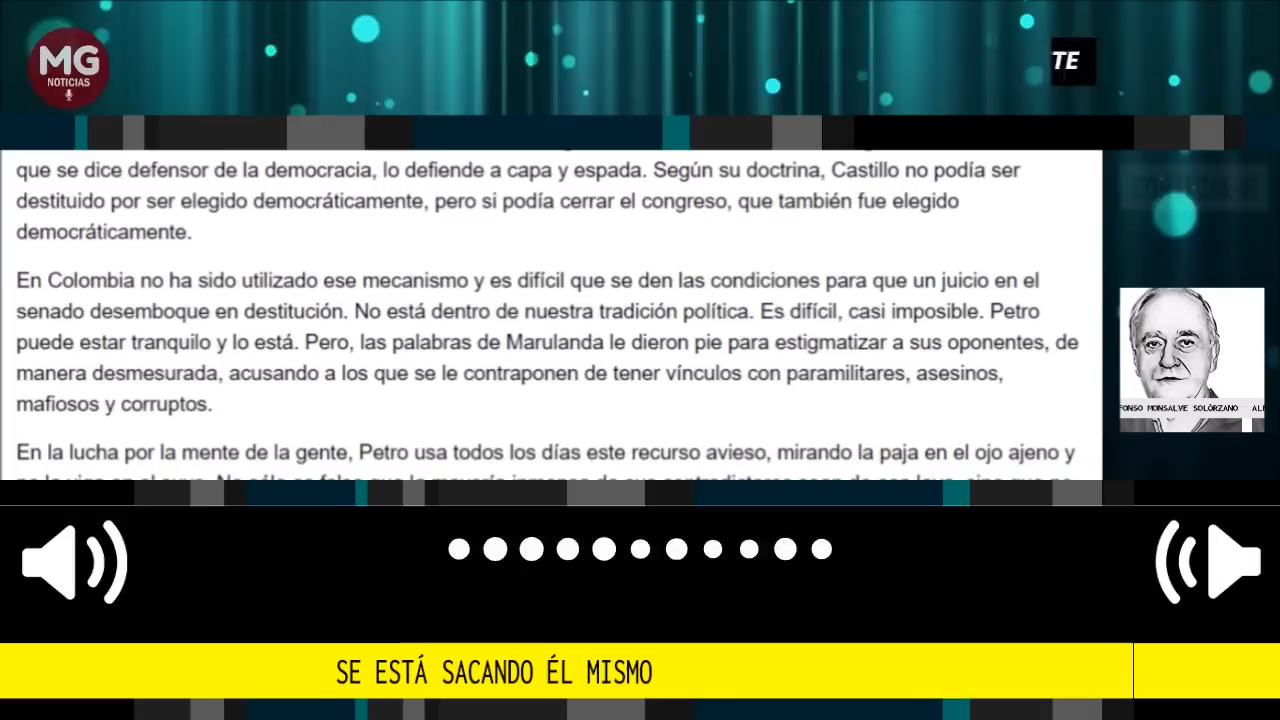 MG
NOTICIAS
TE
que se dice defensor de la democracia, lo defiende a capa y espada. Según su doctrina, Castillo no podía ser
destituido por ser elegido democráticamente, pero si podía cerrar el congreso, que también fue elegido
democráticamente.
En Colombia no ha sido utilizado ese mecanismo y es difícil que se den las condiciones para que un juicio en el
senado desemboque en destitución. No está dentro de nuestra tradición política. Es difícil, casi imposible. Petro
puede estar tranquilo y lo está. Pero, las palabras de Marulanda le dieron pie para estigmatizar a sus oponentes, de
manera desmesurada, acusando a los que se le contraponen de tener vínculos con paramilitares, asesinos,
mafiosos y corruptos.
En la lucha por la mente de la gente, Petro usa todos los días este recurso avieso, mirando la paja en el ojo ajeno y
FONSO MONSALVE SOLÓRZANO AL
SE ESTÁ SACANDO ÉL MISMO